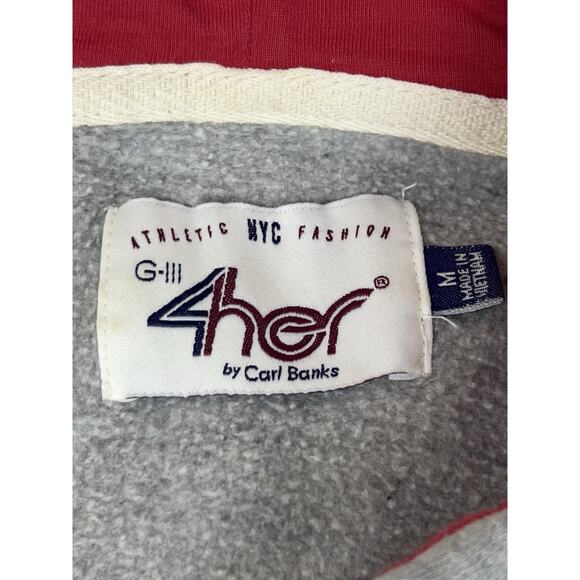 ATHLETIC NYC FASHION
G-III
4her®
by Carl Banks
M
MADE IN
VIETNAM